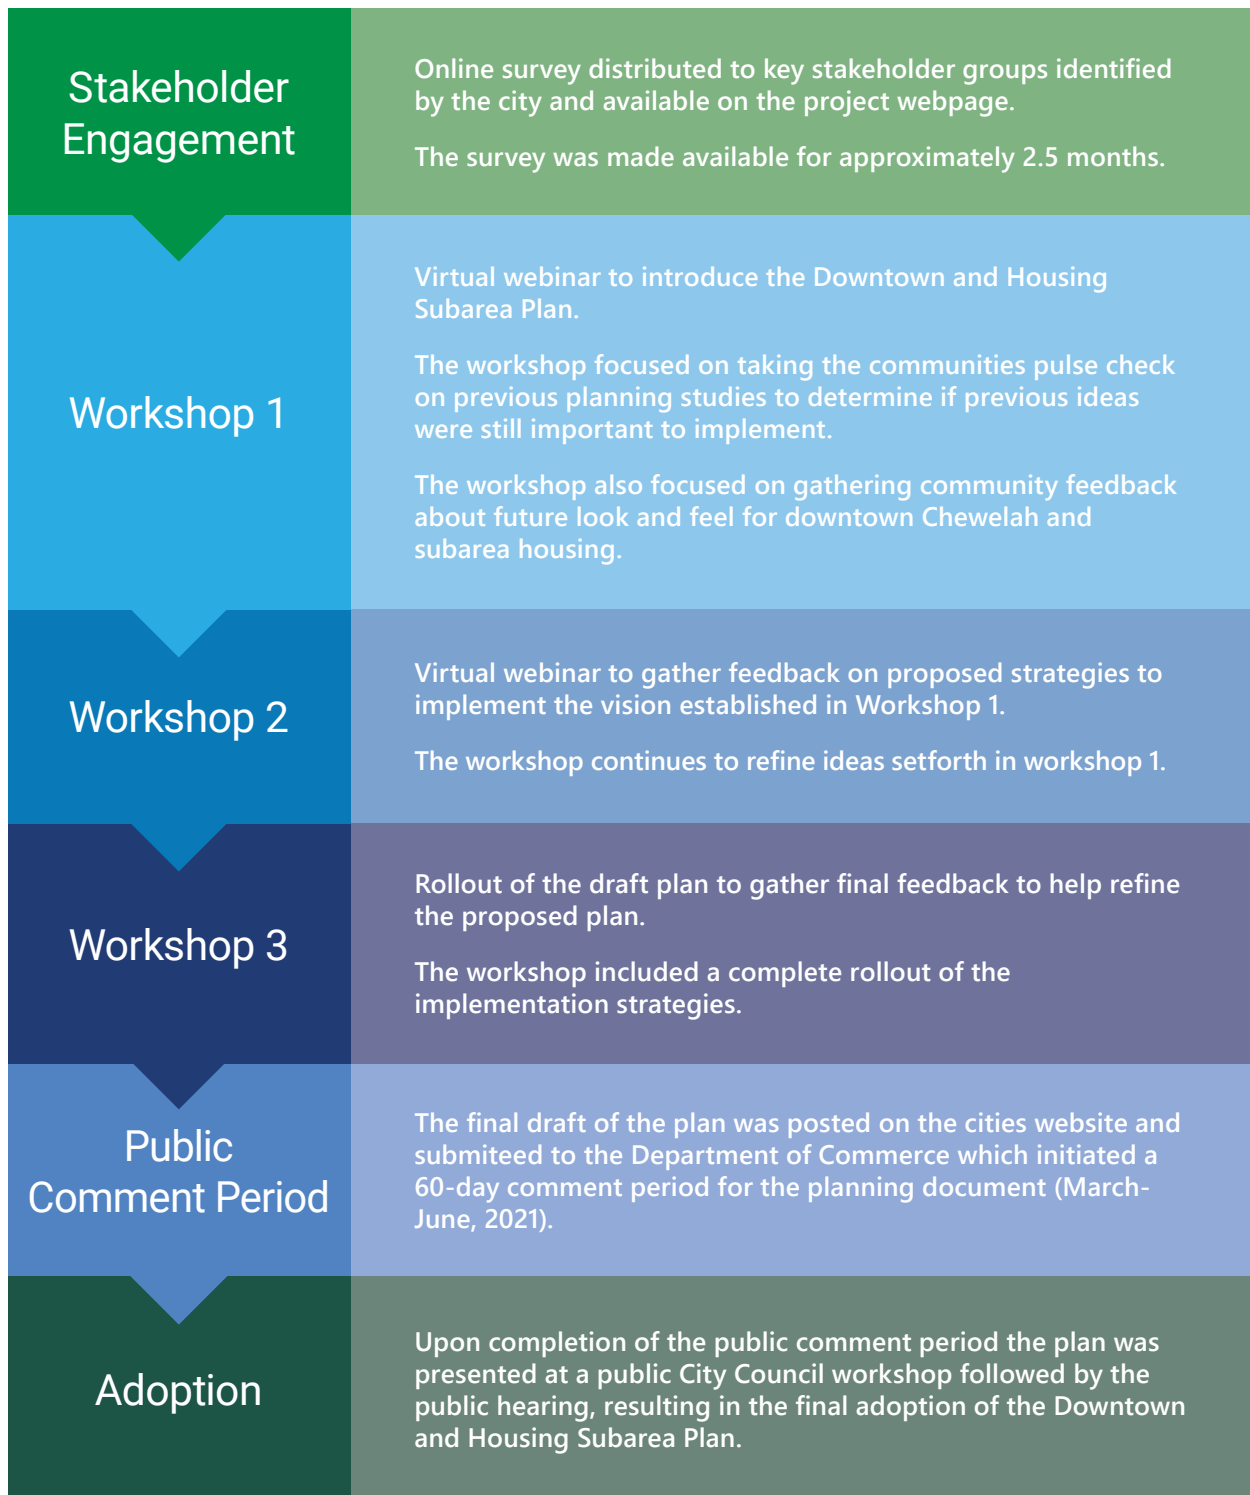 Stakeholder
Engagement
Online survey distributed to key stakeholder groups identified
by the city and available on the project webpage.
The survey was made available for approximately 2.5 months.
Workshop 1
Virtual webinar to introduce the Downtown and Housing
Subarea Plan.
The workshop focused on taking the communities pulse check
on previous planning studies to determine if previous ideas
were still important to implement.
The workshop also focused on gathering community feedback
about future look and feel for downtown Chewelah and
subarea housing.
Workshop 2
Virtual webinar to gather feedback on proposed strategies to
implement the vision established in Workshop 1.
The workshop continues to refine ideas setforth in workshop 1.
Workshop 3
Rollout of the draft plan to gather final feedback to help refine
the proposed plan.
The workshop included a complete rollout of the
implementation strategies.
Public
Comment Period
The final draft of the plan was posted on the cities website and
submiteed to the Department of Commerce which initiated a
60-day comment period for the planning document (March-
June, 2021).
Adoption
Upon completion of the public comment period the plan was
presented at a public City Council workshop followed by the
public hearing, resulting in the final adoption of the Downtown
and Housing Subarea Plan.